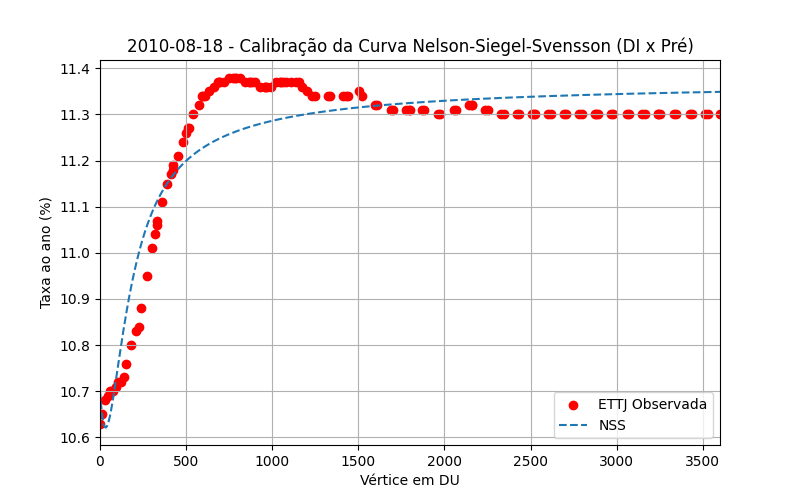 2010-08-18 - Calibração da Curva Nelson-Siegel-Svensson (DI x Pré)
Taxa ao ano (%)
11.4
11.3
11.2
11.1
11.0
10.9
10.8
10.7
10.6
ETTJ Observada
NSS
0 500 1000 1500 2000 2500 3000 3500
Vértice em DU